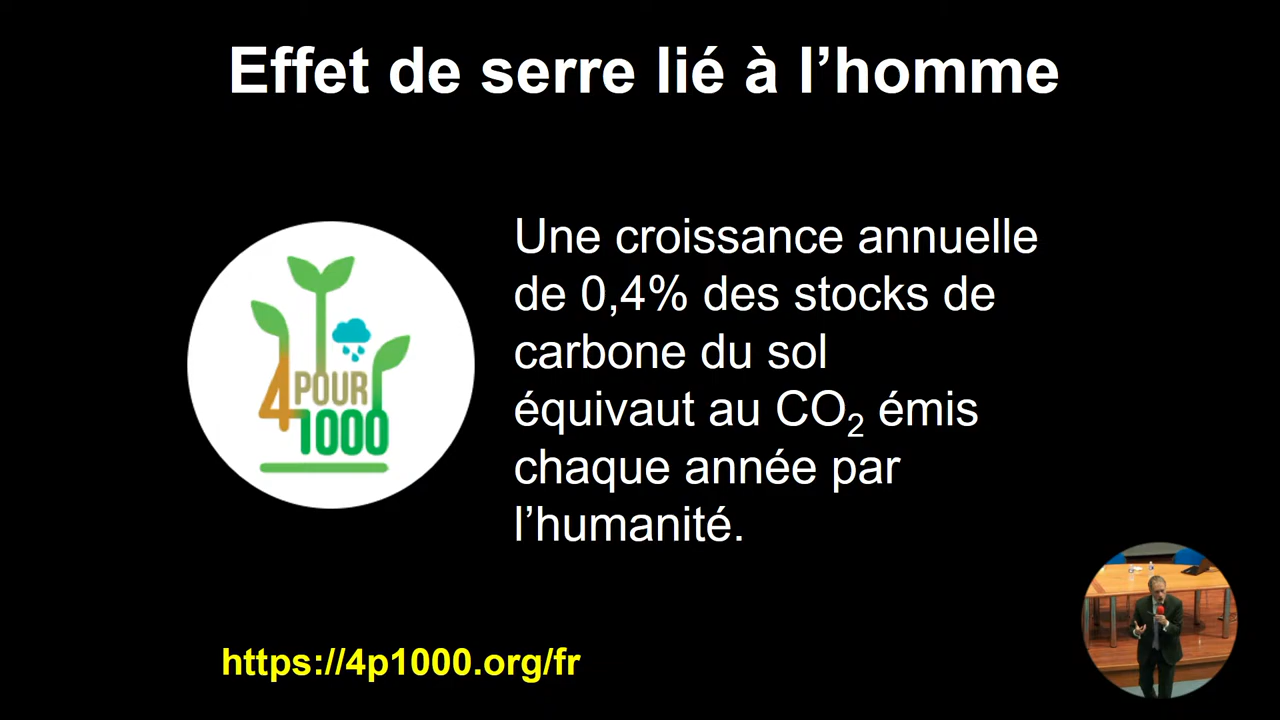 Effet de serre lié à l’homme
4 POUR
1000
Une croissance annuelle
de 0,4% des stocks de
carbone du sol
équivaut au CO₂ émis
chaque année par
l’humanité.
https://4p1000.org/fr